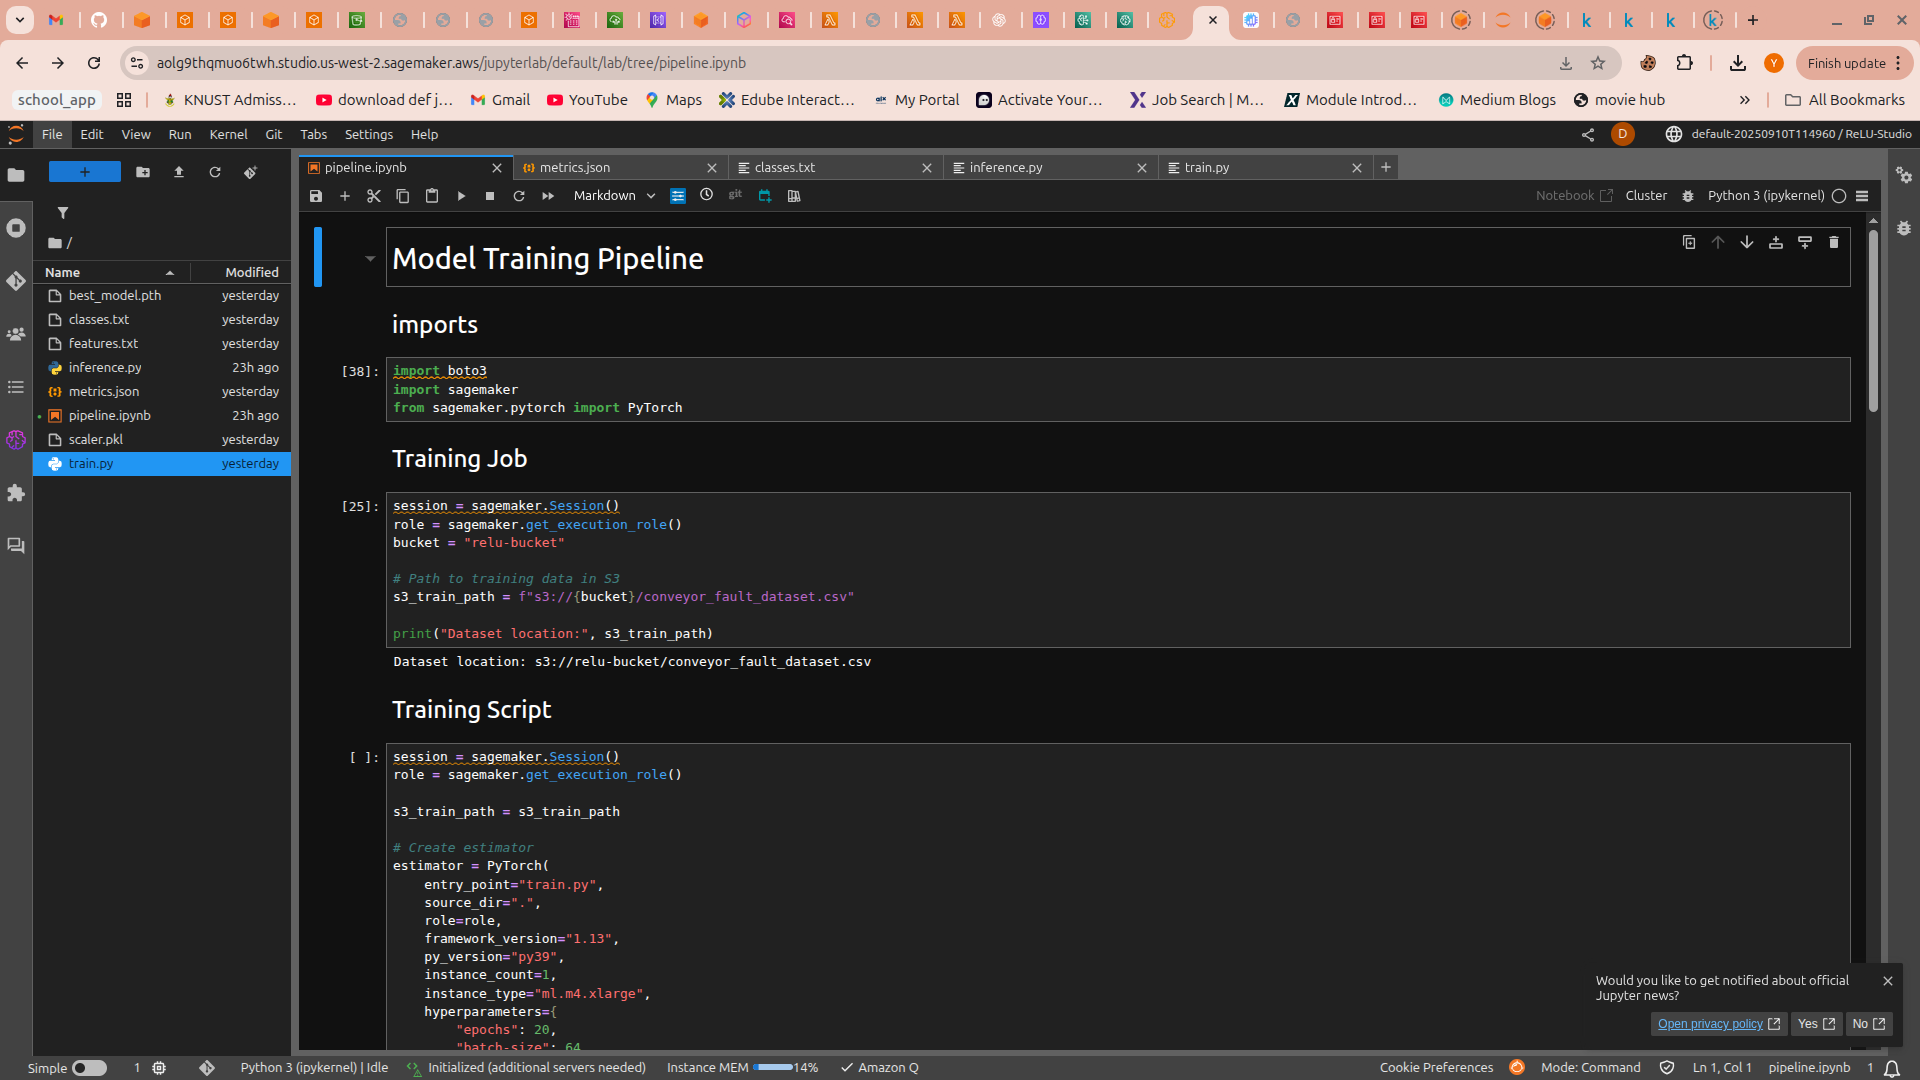 aolg9thqmuo6twh.studio.us-west-2.sagemaker.aws/jupyterlab/default/lab/tree/pipeline.ipynb
Y
Finish update
school_app
KNUST Admiss...
download def j...
Gmail
YouTube
Maps
Edube Interact...
My Portal
Activate Your...
Job Search | M...
Module Introd...
Medium Blogs
movie hub
All Bookmarks
File Edit View Run Kernel Git Tabs Settings Help
D
default-20250910T114960 / ReLU-Studio
pipeline.ipynb
metrics.json
classes.txt
inference.py
train.py
Markdown
git
Notebook
Cluster
Python 3 (ipykernel)
/
Name Modified
best_model.pth yesterday
classes.txt yesterday
features.txt yesterday
inference.py 23h ago
metrics.json yesterday
pipeline.ipynb 23h ago
scaler.pkl yesterday
train.py yesterday
Model Training Pipeline
imports
[38]:
import boto3
import sagemaker
from sagemaker.pytorch import PyTorch
Training Job
[25]:
session = sagemaker.Session()
role = sagemaker.get_execution_role()
bucket = "relu-bucket"
# Path to training data in S3
s3_train_path = f"s3://{bucket}/conveyor_fault_dataset.csv"
print("Dataset location:", s3_train_path)
Dataset location: s3://relu-bucket/conveyor_fault_dataset.csv
Training Script
[ ]:
session = sagemaker.Session()
role = sagemaker.get_execution_role()
s3_train_path = s3_train_path
# Create estimator
estimator = PyTorch(
entry_point="train.py",
source_dir=".",
role=role,
framework_version="1.13",
py_version="py39",
instance_count=1,
instance_type="ml.m4.xlarge",
hyperparameters={
"epochs": 20,
"batch-size": 64
Would you like to get notified about official
Jupyter news?
Open privacy policy
Yes
No
Simple
1
Python 3 (ipykernel) | Idle
Initialized (additional servers needed)
Instance MEM 14%
Amazon Q
Cookie Preferences
Mode: Command
Ln 1, Col 1
pipeline.ipynb
1